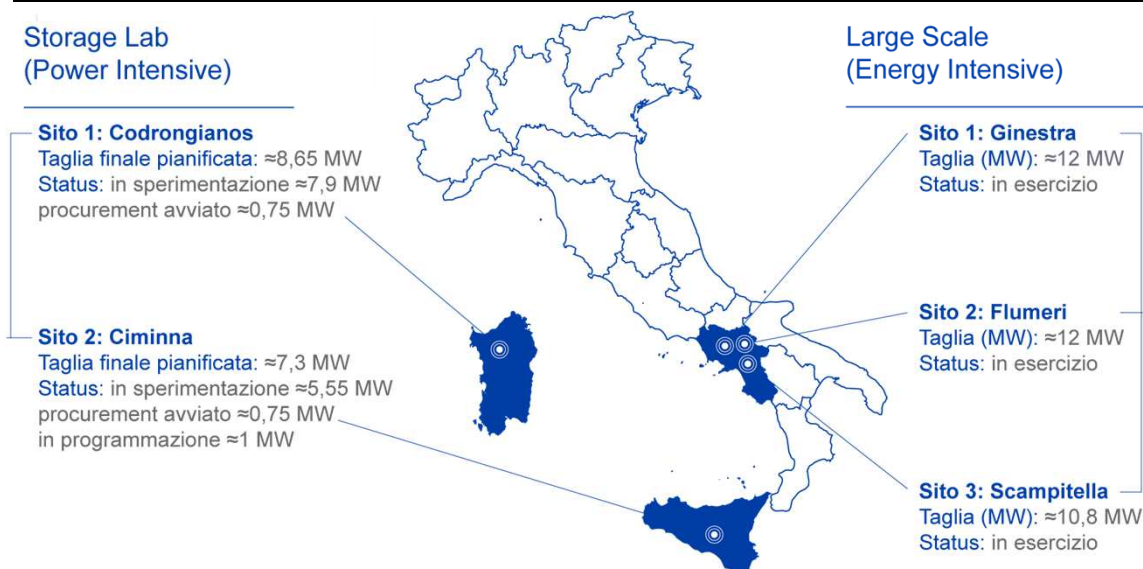 Storage Lab
(Power Intensive)
Sito 1: Codrongianos
Taglia finale pianificata: ≈8,65 MW
Status: in sperimentazione ≈7,9 MW
procurement avviato ≈0,75 MW
Sito 2: Ciminna
Taglia finale pianificata: ≈7,3 MW
Status: in sperimentazione ≈5,55 MW
procurement avviato ≈0,75 MW
in programmazione ≈1 MW
Large Scale
(Energy Intensive)
Sito 1: Ginestra
Taglia (MW): ≈12 MW
Status: in esercizio
Sito 2: Flumeri
Taglia (MW): ≈12 MW
Status: in esercizio
Sito 3: Scampitella
Taglia (MW): ≈10,8 MW
Status: in esercizio